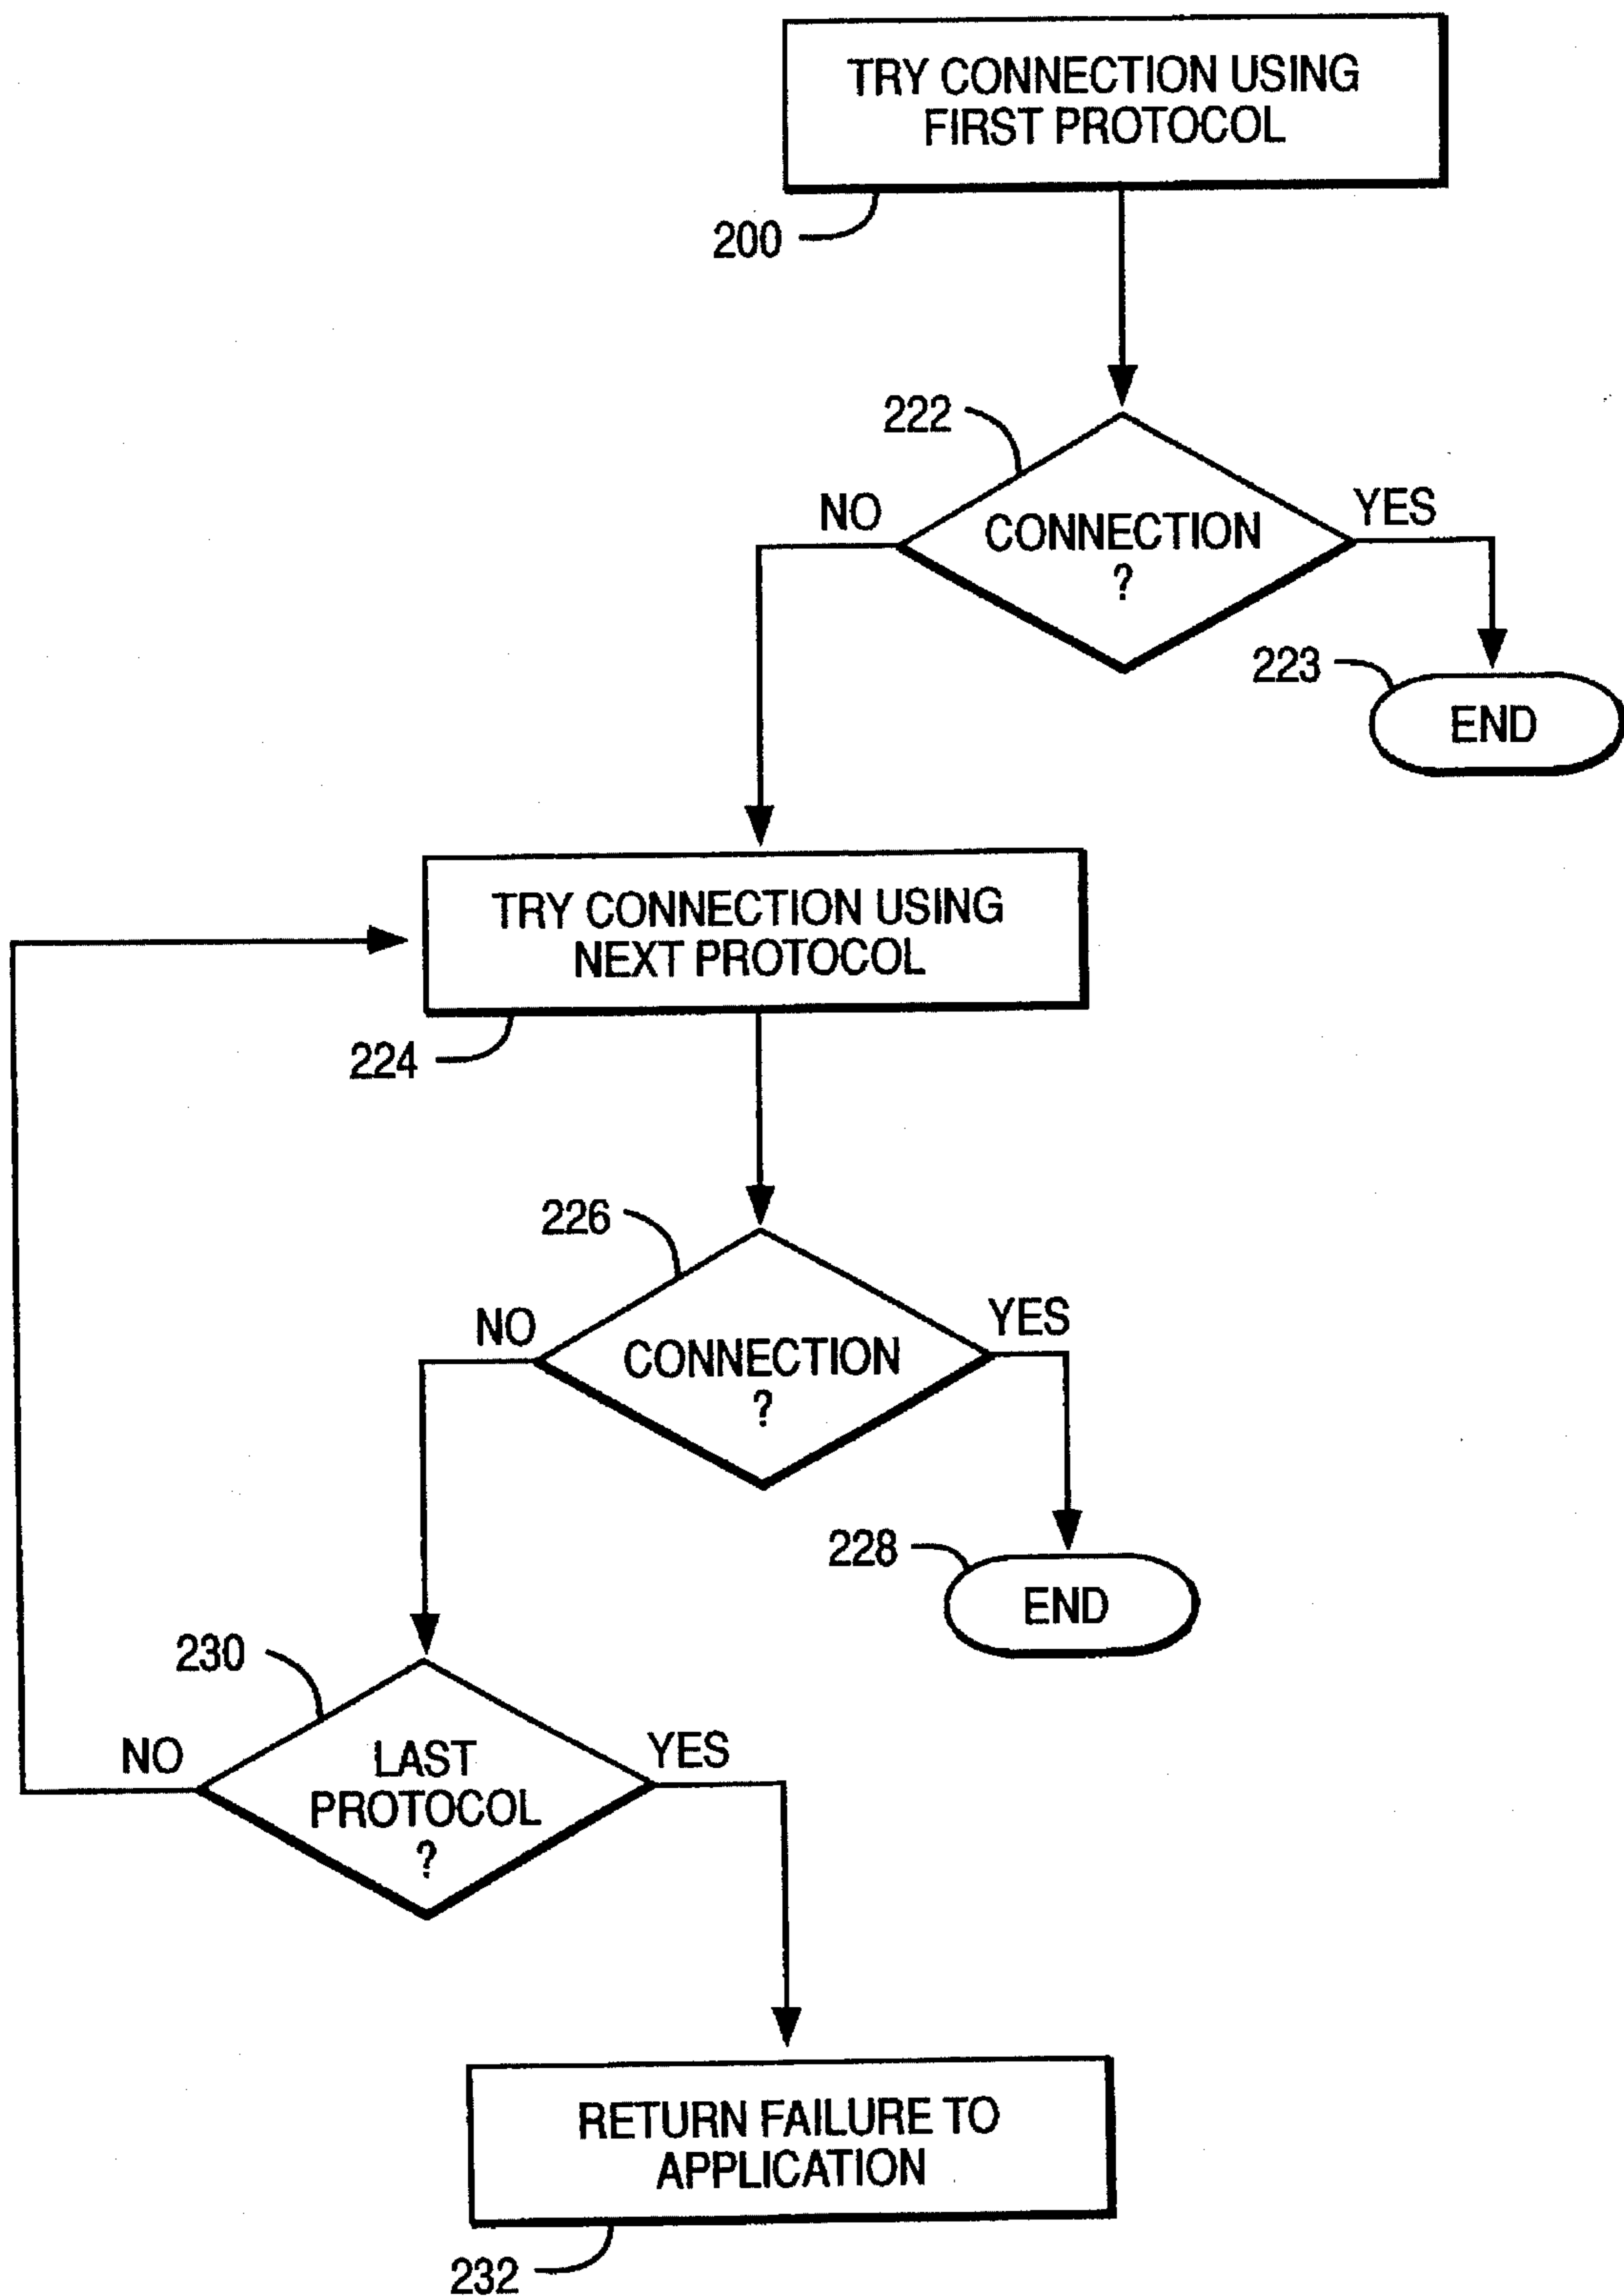 TRY CONNECTION USING
FIRST PROTOCOL
200
222
NO
YES
CONNECTION
?
223
END
TRY CONNECTION USING
NEXT PROTOCOL
224
226
NO
YES
CONNECTION
?
228
END
230
NO
YES
LAST
PROTOCOL
?
RETURN FAILURE TO
APPLICATION
232